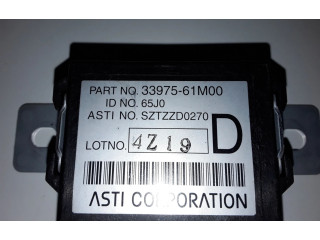 PART NO. 33975-61M00
ID NO. 65J0
ASTI NO. SZTZZD0270
LOTNO. 4Z19 D
ASTI CORPORATION